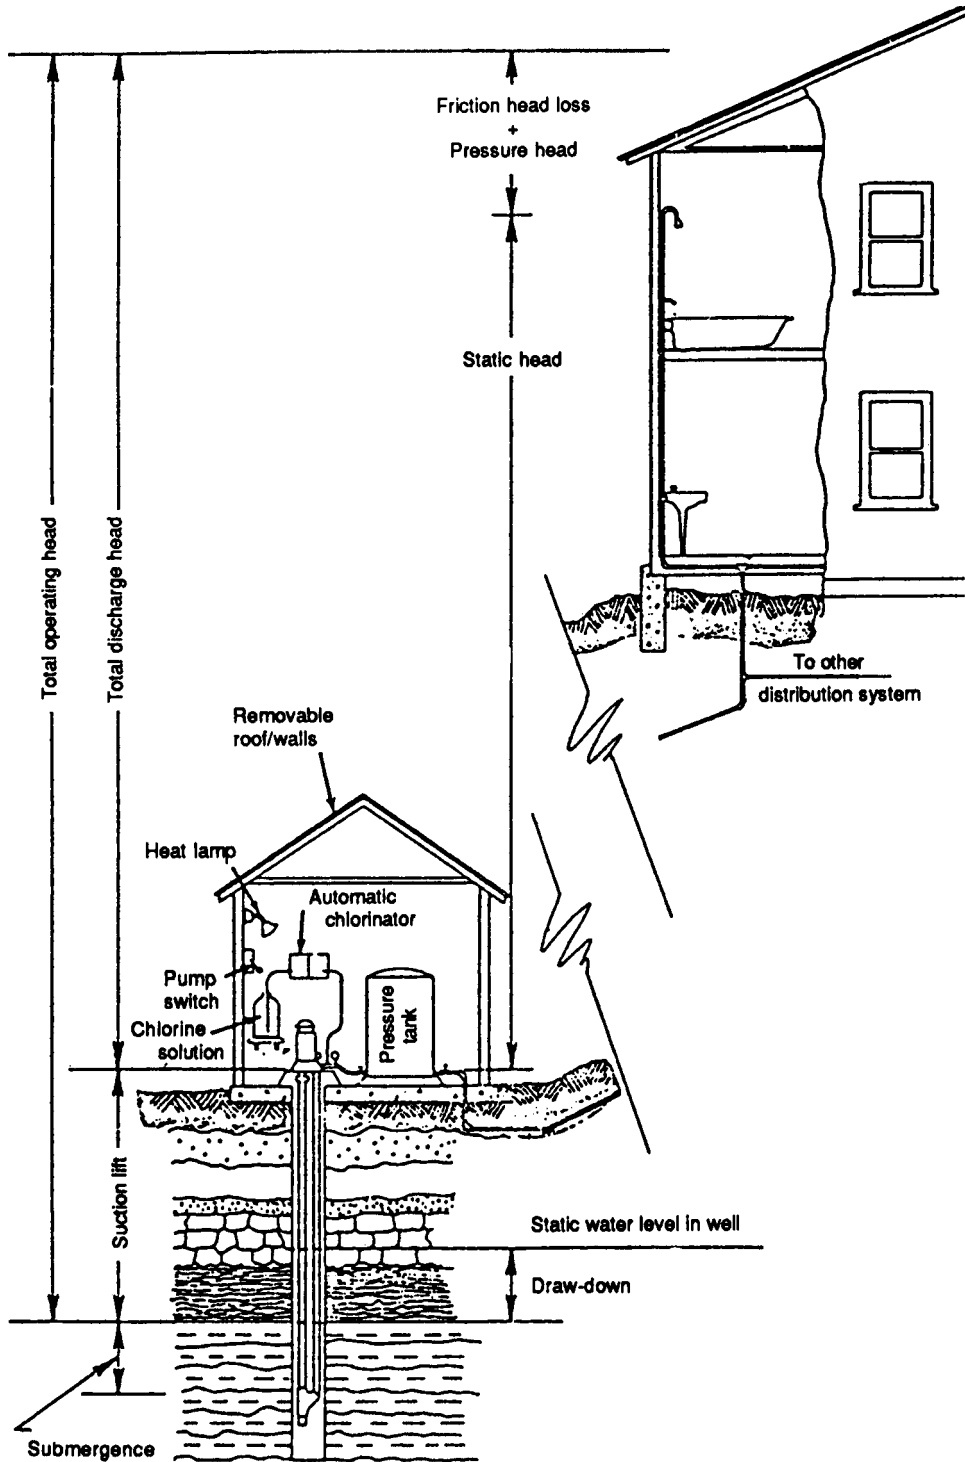 Friction head loss
+
Pressure head
Static head
Total operating head
Total discharge head
To other
distribution system
Removable
roof/walls
Heat lamp
Automatic
chlorinator
Pump
switch
Chlorine
solution
Pressure
tank
Suction lift
Static water level in well
Draw-down
Submergence